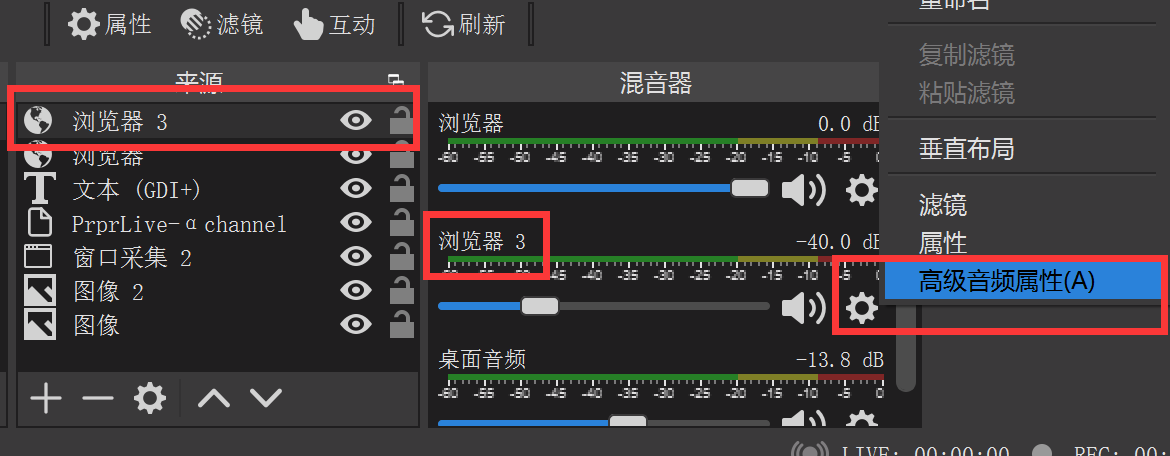 属性 滤镜 互动 刷新
来源
浏览器 3
浏览器
文本 (GDI+)
PrprLive-αchannel
窗口采集 2
图像 2
图像
混音器
浏览器 0.0 dB
-60 -55 -50 -45 -40 -35 -30 -25 -20 -15 -10 -5 0
浏览器 3 -40.0 dB
-60 -55 -50 -45 -40 -35 -30 -25 -20 -15 -10 -5
桌面音频 -13.8 dB
-60 -55 -50 -45 -40 -35 -30 -25 -20 -15 -10 -5 0
重命名
复制滤镜
粘贴滤镜
垂直布局
滤镜
属性
高级音频属性(A)
LIVE: 00:00:00 REC: 00: